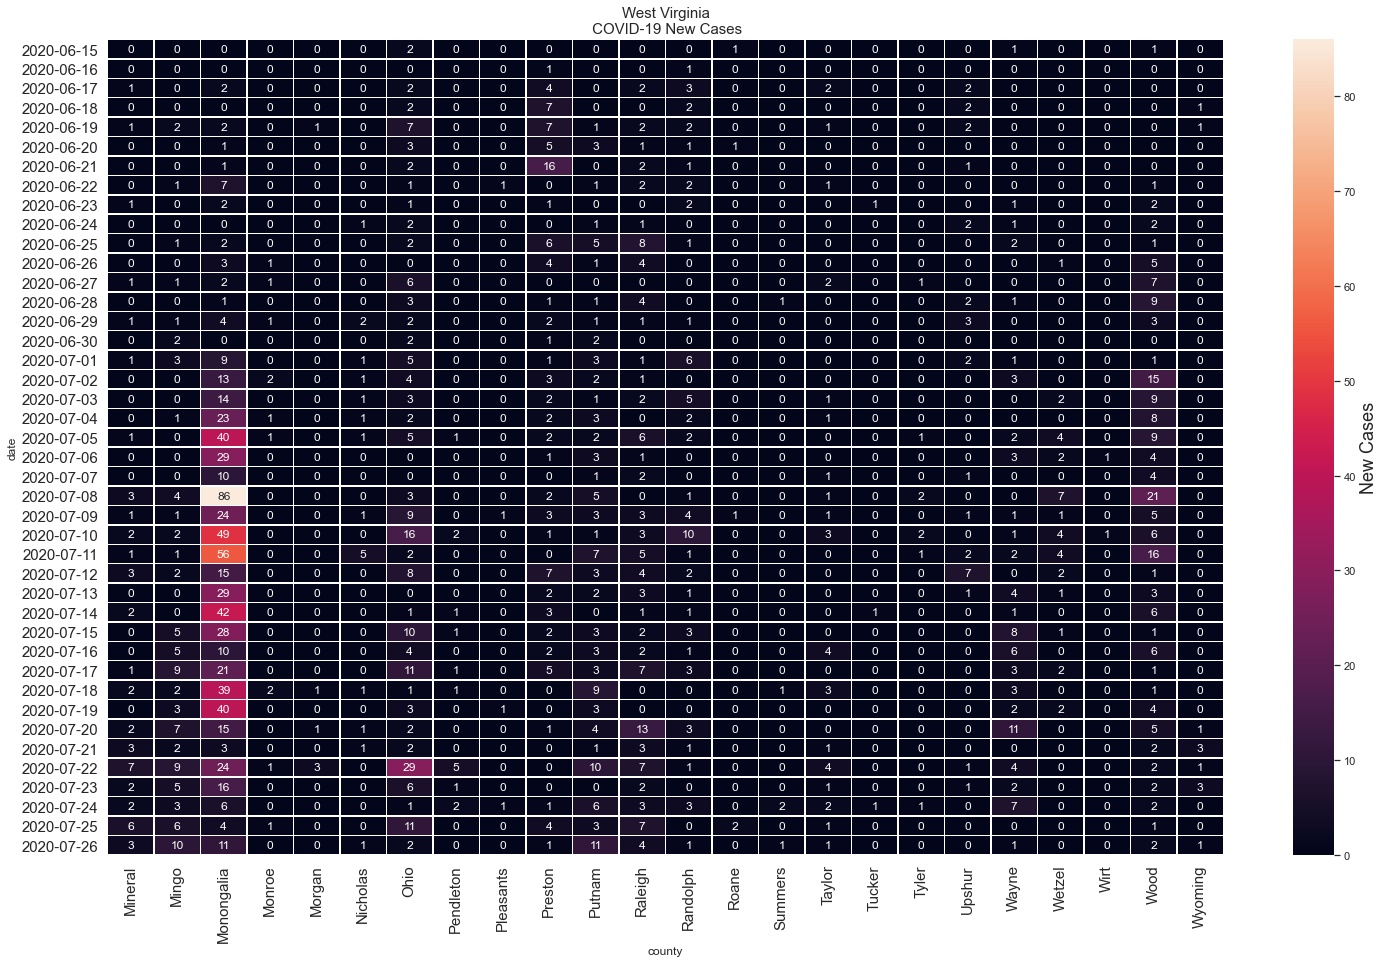 West Virginia
COVID-19 New Cases
2020-06-15 0 0 0 0 0 0 2 0 0 0 0 0 0 1 0 0 0 0 0 1 0 0 1 0
2020-06-16 0 0 0 0 0 0 0 0 0 1 0 0 1 0 0 0 0 0 0 0 0 0 0 0
2020-06-17 1 0 2 0 0 0 2 0 0 4 0 2 3 0 0 2 0 0 2 0 0 0 0 0
2020-06-18 0 0 0 0 0 0 2 0 0 7 0 0 2 0 0 0 0 0 2 0 0 0 0 1
2020-06-19 1 2 2 0 1 0 7 0 0 7 1 2 2 0 0 1 0 0 2 0 0 0 0 1
2020-06-20 0 0 1 0 0 0 3 0 0 5 3 1 1 1 0 0 0 0 0 0 0 0 0 0
2020-06-21 0 0 1 0 0 0 2 0 0 16 0 2 1 0 0 0 0 0 1 0 0 0 0 0
2020-06-22 0 1 7 0 0 0 1 0 1 0 1 2 2 0 0 1 0 0 0 0 0 0 1 0
2020-06-23 1 0 2 0 0 0 1 0 0 1 0 0 2 0 0 0 1 0 0 1 0 0 2 0
2020-06-24 0 0 0 0 0 1 2 0 0 0 1 1 0 0 0 0 0 0 2 1 0 0 2 0
2020-06-25 0 1 2 0 0 0 2 0 0 6 5 8 1 0 0 0 0 0 0 2 0 0 1 0
2020-06-26 0 0 3 1 0 0 0 0 0 4 1 4 0 0 0 0 0 0 0 0 1 0 5 0
2020-06-27 1 1 2 1 0 0 6 0 0 0 0 0 0 0 0 2 0 1 0 0 0 0 7 0
2020-06-28 0 0 1 0 0 0 3 0 0 1 1 4 0 0 1 0 0 0 2 1 0 0 9 0
2020-06-29 1 1 4 1 0 2 2 0 0 2 1 1 1 0 0 0 0 0 3 0 0 0 3 0
2020-06-30 0 2 0 0 0 0 2 0 0 1 2 0 0 0 0 0 0 0 0 0 0 0 0 0
2020-07-01 1 3 9 0 0 1 5 0 0 1 3 1 6 0 0 0 0 0 2 1 0 0 1 0
2020-07-02 0 0 13 2 0 1 4 0 0 3 2 1 0 0 0 0 0 0 0 3 0 0 15 0
2020-07-03 0 0 14 0 0 1 3 0 0 2 1 2 5 0 0 1 0 0 0 0 2 0 9 0
2020-07-04 0 1 23 1 0 1 2 0 0 2 3 0 2 0 0 1 0 0 0 0 0 0 8 0
2020-07-05 1 0 40 1 0 1 5 1 0 2 2 6 2 0 0 0 0 1 0 2 4 0 9 0
2020-07-06 0 0 29 0 0 0 0 0 0 1 3 1 0 0 0 0 0 0 0 3 2 1 4 0
2020-07-07 0 0 10 0 0 0 0 0 0 0 1 2 0 0 0 1 0 0 1 0 0 0 4 0
2020-07-08 3 4 86 0 0 0 3 0 0 2 5 0 1 0 0 1 0 2 0 0 7 0 21 0
2020-07-09 1 1 24 0 0 1 9 0 1 3 3 3 4 1 0 1 0 0 1 1 1 0 5 0
2020-07-10 2 2 49 0 0 0 16 2 0 1 1 3 10 0 0 3 0 2 0 1 4 1 6 0
2020-07-11 1 1 56 0 0 5 2 0 0 0 7 5 1 0 0 0 0 1 2 2 4 0 16 0
2020-07-12 3 2 15 0 0 0 8 0 0 7 3 4 2 0 0 0 0 0 7 0 2 0 1 0
2020-07-13 0 0 29 0 0 0 0 0 0 2 2 3 1 0 0 0 0 0 1 4 1 0 3 0
2020-07-14 2 0 42 0 0 0 1 1 0 3 0 1 1 0 0 0 1 0 0 1 0 0 6 0
2020-07-15 0 5 28 0 0 0 10 1 0 2 3 2 3 0 0 0 0 0 0 8 1 0 1 0
2020-07-16 0 5 10 0 0 0 4 0 0 2 3 2 1 0 0 4 0 0 0 6 0 0 6 0
2020-07-17 1 9 21 0 0 0 11 1 0 5 3 7 3 0 0 0 0 0 0 3 2 0 1 0
2020-07-18 2 2 39 2 1 1 1 1 0 0 9 0 0 0 1 3 0 0 0 3 0 0 1 0
2020-07-19 0 3 40 0 0 0 3 0 1 0 3 0 0 0 0 0 0 0 0 2 2 0 4 0
2020-07-20 2 7 15 0 1 1 2 0 0 1 4 13 3 0 0 0 0 0 0 11 0 0 5 1
2020-07-21 3 2 3 0 0 1 2 0 0 0 1 3 1 0 0 1 0 0 0 0 0 0 2 3
2020-07-22 7 9 24 1 3 0 29 5 0 0 10 7 1 0 0 4 0 0 1 4 0 0 2 1
2020-07-23 2 5 16 0 0 0 6 1 0 0 0 2 0 0 0 1 0 0 1 2 0 0 2 3
2020-07-24 2 3 6 0 0 0 1 2 1 1 6 3 3 0 2 2 1 1 0 7 0 0 2 0
2020-07-25 6 6 4 1 0 0 11 0 0 4 3 7 0 2 0 1 0 0 0 0 0 0 1 0
2020-07-26 3 10 11 0 0 1 2 0 0 1 11 4 1 0 1 1 0 0 0 1 0 0 2 1
date
Mineral Mingo Monongalia Monroe Morgan Nicholas Ohio Pendleton Pleasants Preston Putnam Raleigh Randolph Roane Summers Taylor Tucker Tyler Upshur Wayne Wetzel Wirt Wood Wyoming
county
80
70
60
50
40
30
20
10
0
New Cases